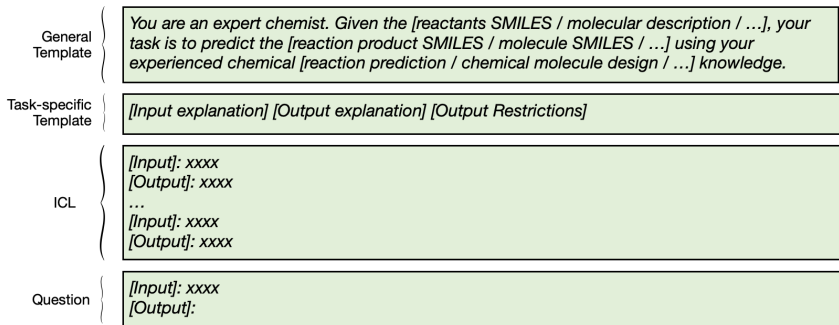 General
Template
You are an expert chemist. Given the [reactants SMILES / molecular description / …], your
task is to predict the [reaction product SMILES / molecule SMILES / …] using your
experienced chemical [reaction prediction / chemical molecule design / …] knowledge.
Task-specific
Template
[Input explanation] [Output explanation] [Output Restrictions]
ICL
[Input]: xxxx
[Output]: xxxx
…
[Input]: xxxx
[Output]: xxxx
Question
[Input]: xxxx
[Output]: